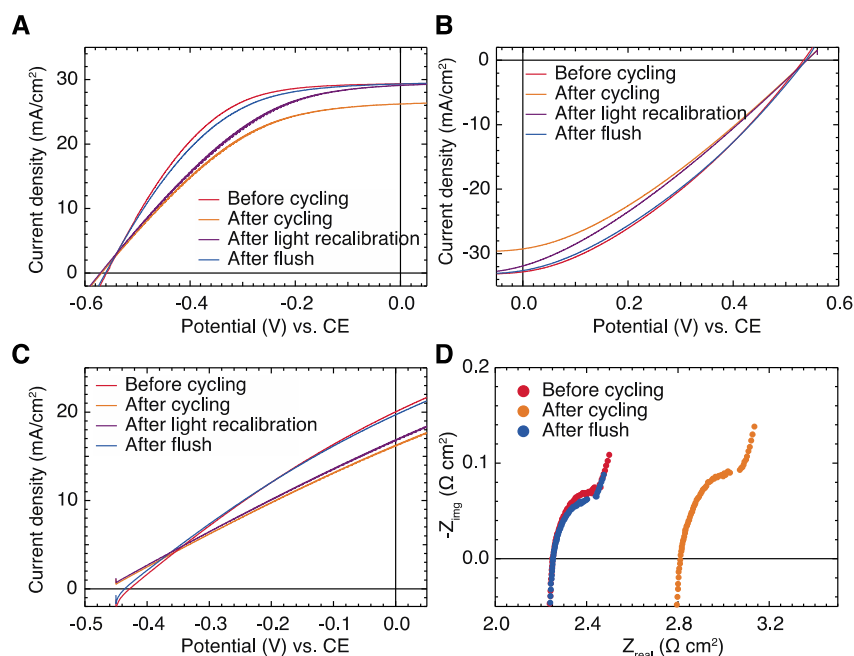 A
Current density (mA/cm²)
30
20
10
0
Before cycling
After cycling
After light recalibration
After flush
-0.6
-0.4
-0.2
0.0
Potential (V) vs. CE
B
Current density (mA/cm²)
0
-10
-20
-30
Before cycling
After cycling
After light recalibration
After flush
0.0
0.2
0.4
0.6
Potential (V) vs. CE
C
Current density (mA/cm²)
20
10
0
Before cycling
After cycling
After light recalibration
After flush
-0.5
-0.4
-0.3
-0.2
-0.1
0.0
Potential (V) vs. CE
D
-Zimg (Ω cm²)
0.2
0.1
0.0
Before cycling
After cycling
After flush
2.0
2.4
2.8
3.2
Zreal (Ω cm²)